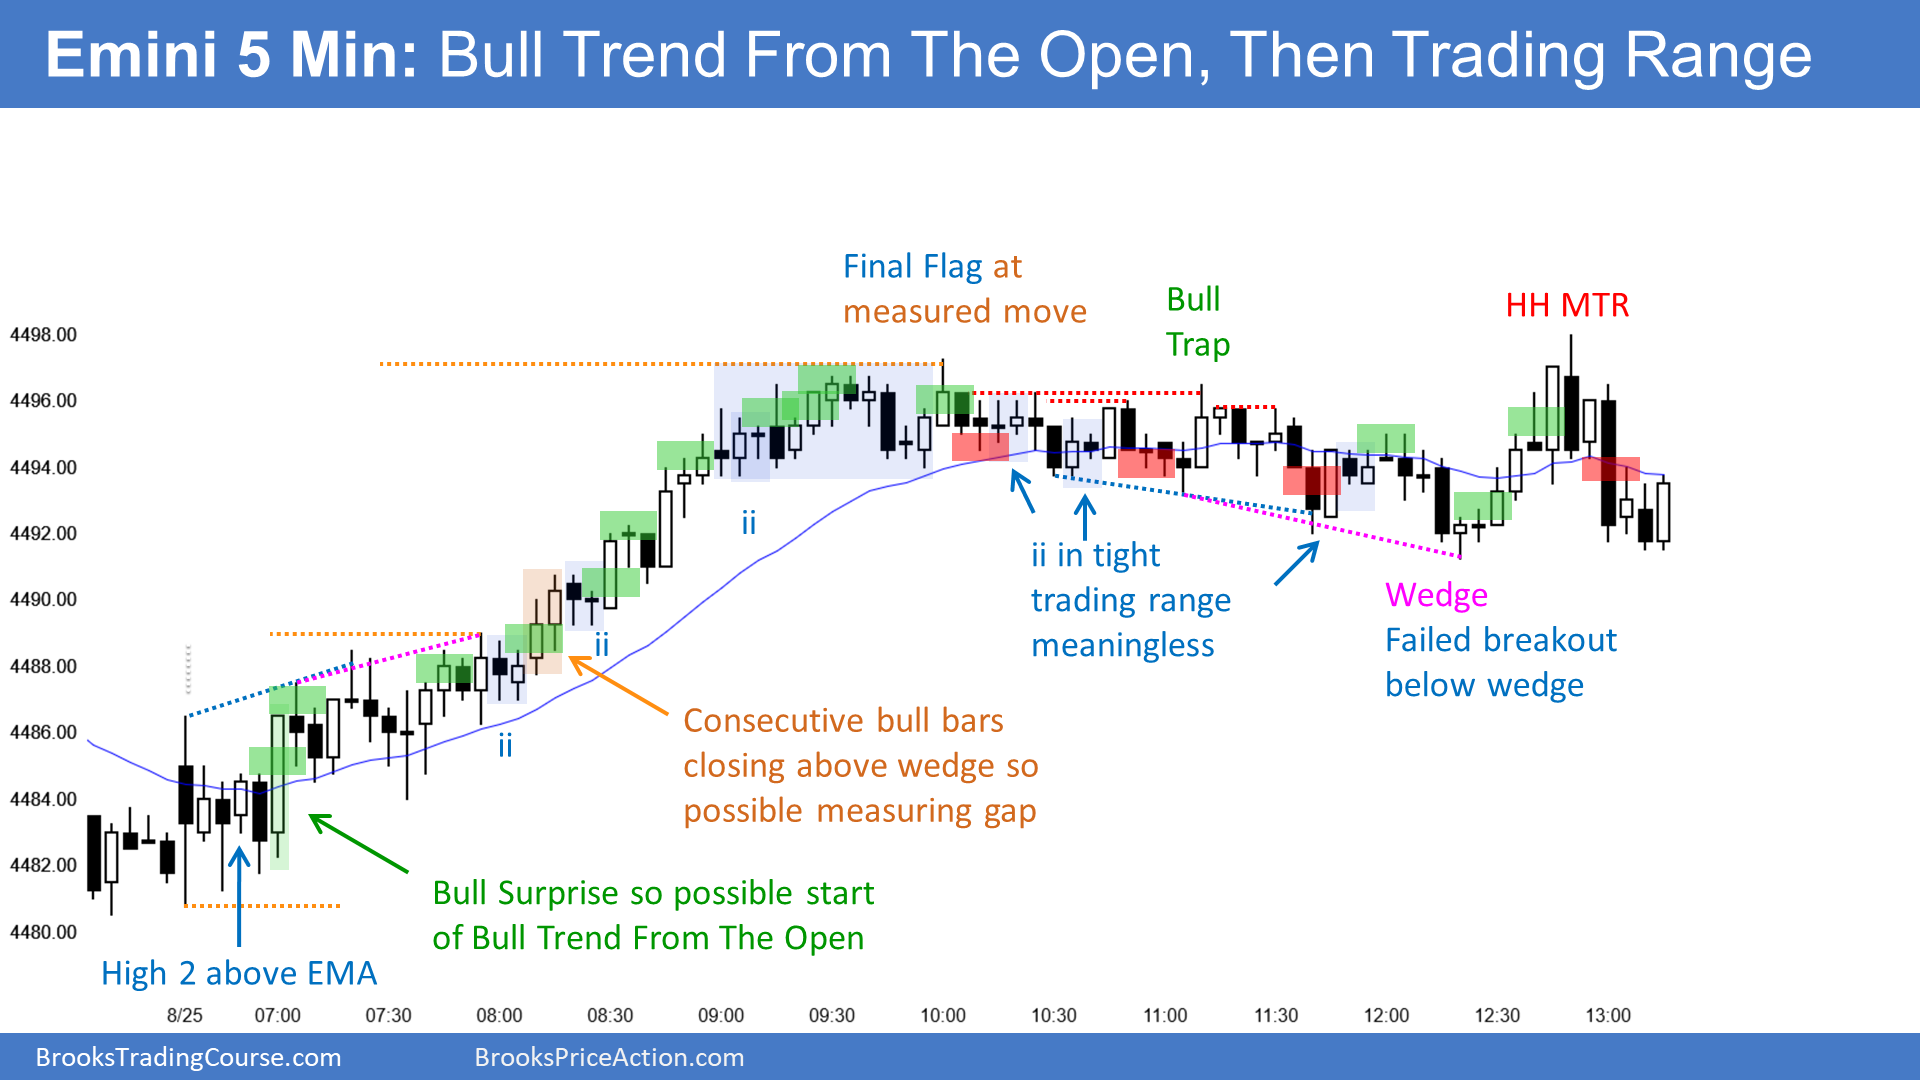 Emini 5 Min: Bull Trend From The Open, Then Trading Range
Final Flag at
measured move
Bull
Trap
HH MTR
4498.00
4496.00
4494.00
4492.00
4490.00
4488.00
4486.00
4484.00
4482.00
4480.00
ii
ii
ii
ii in tight
trading range
meaningless
Wedge
Failed breakout
below wedge
Consecutive bull bars
closing above wedge so
possible measuring gap
Bull Surprise so possible start
of Bull Trend From The Open
High 2 above EMA
8/25 07:00 07:30 08:00 08:30 09:00 09:30 10:00 10:30 11:00 11:30 12:00 12:30 13:00
BrooksTradingCourse.com BrooksPriceAction.com